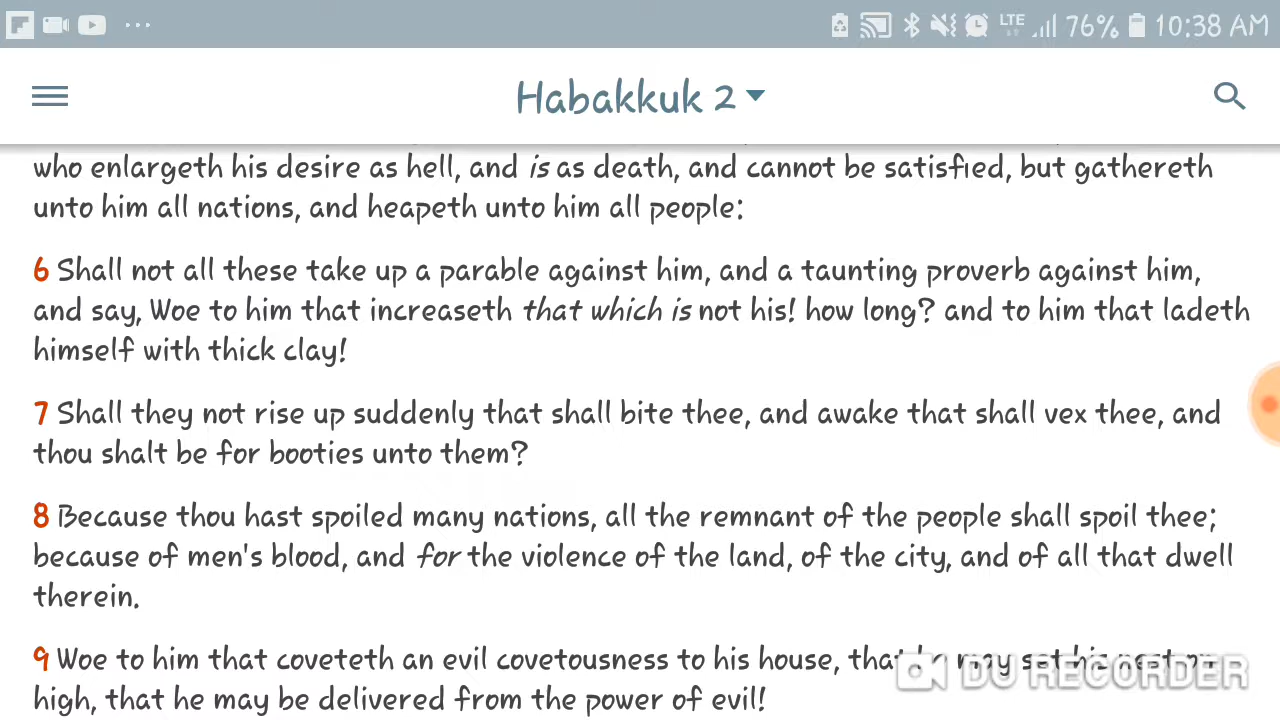 LTE 76% 10:38 AM
Habakkuk 2
who enlargeth his desire as hell, and is as death, and cannot be satisfied, but gathereth
unto him all nations, and heapeth unto him all people:
6 Shall not all these take up a parable against him, and a taunting proverb against him,
and say, Woe to him that increaseth that which is not his! how long? and to him that ladeth
himself with thick clay!
7 Shall they not rise up suddenly that shall bite thee, and awake that shall vex thee, and
thou shalt be for booties unto them?
8 Because thou hast spoiled many nations, all the remnant of the people shall spoil thee;
because of men's blood, and for the violence of the land, of the city, and of all that dwell
therein.
9 Woe to him that coveteth an evil covetousness to his house, that he may set his nest on
high, that he may be delivered from the power of evil!
DU RECORDER